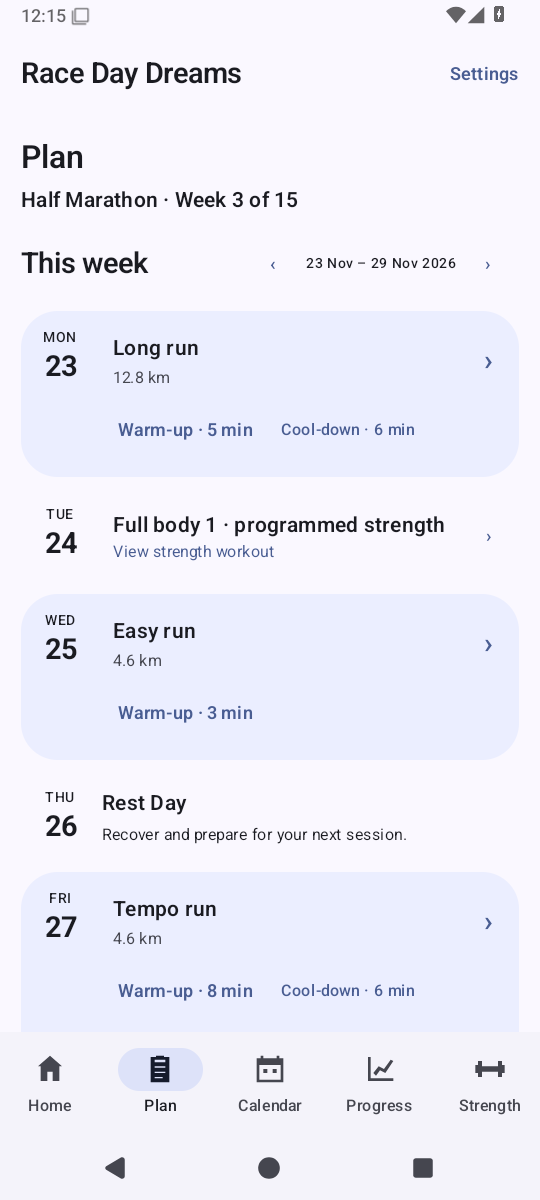 12:15
Race Day Dreams
Settings
Plan
Half Marathon · Week 3 of 15
This week
‹ 23 Nov – 29 Nov 2026 ›
MON
23
Long run
12.8 km
›
Warm-up · 5 min
Cool-down · 6 min
TUE
24
Full body 1 · programmed strength
View strength workout
›
WED
25
Easy run
4.6 km
›
Warm-up · 3 min
THU
26
Rest Day
Recover and prepare for your next session.
FRI
27
Tempo run
4.6 km
›
Warm-up · 8 min
Cool-down · 6 min
Home
Plan
Calendar
Progress
Strength